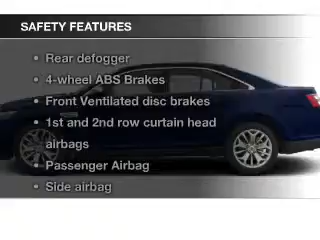 SAFETY FEATURES
• Rear defogger
• 4-wheel ABS Brakes
• Front Ventilated disc brakes
• 1st and 2nd row curtain head
airbags
• Passenger Airbag
• Side airbag